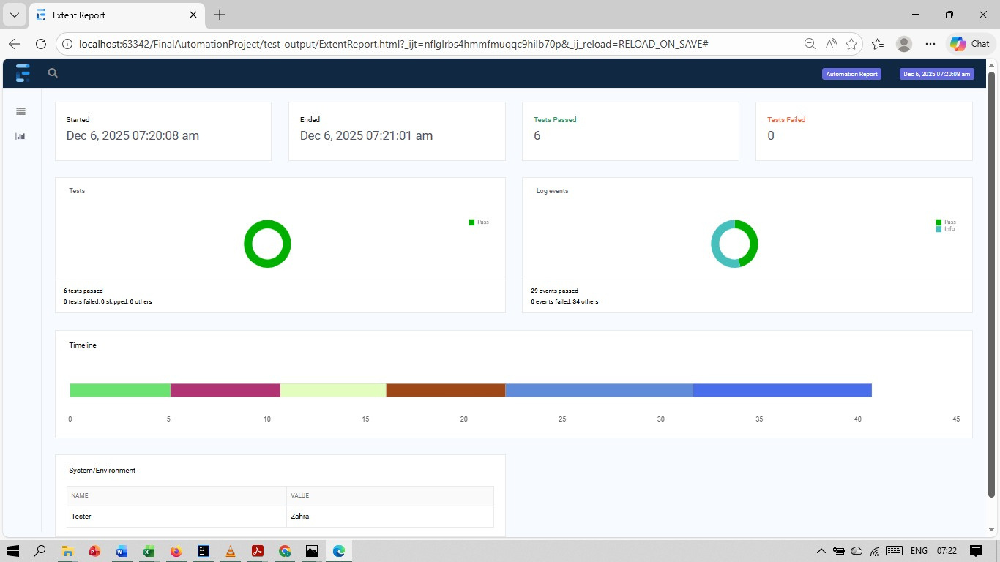 Extent Report
localhost:63342/FinalAutomationProject/test-output/ExtentReport.html?_ijt=nflglrbs4hmmfmuqqc9hilb70p&_ij_reload=RELOAD_ON_SAVE#
Chat
Automation Report
Dec 6, 2025 07:20:08 am
Started
Dec 6, 2025 07:20:08 am
Ended
Dec 6, 2025 07:21:01 am
Tests Passed
6
Tests Failed
0
Tests
Pass
6 tests passed
0 tests failed, 0 skipped, 0 others
Log events
Pass
Info
29 events passed
0 events failed, 34 others
Timeline
0 5 10 15 20 25 30 35 40 45
System/Environment
NAME VALUE
Tester Zahra
ENG 07:22